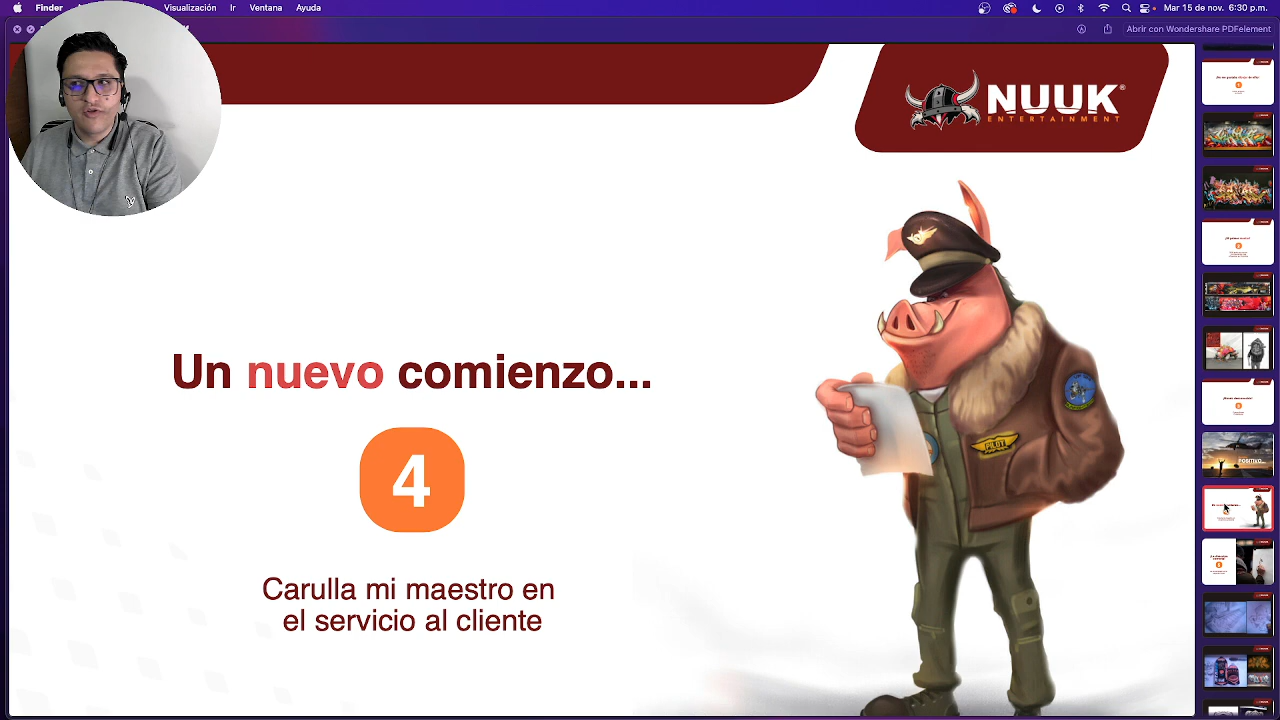 Finder
Visualización
Ir
Ventana
Ayuda
Mar 15 de nov. 6:30 p.m.
Abrir con Wondershare PDFelement
NUUK®
ENTERTAINMENT
Un nuevo comienzo...
4
Carulla mi maestro en
el servicio al cliente
PILOT
POSITIVO...